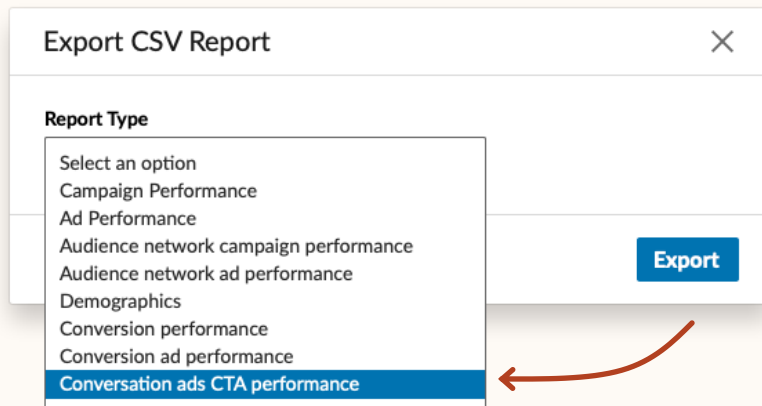 Export CSV Report
Report Type
Select an option
Campaign Performance
Ad Performance
Audience network campaign performance
Audience network ad performance
Demographics
Conversion performance
Conversion ad performance
Conversation ads CTA performance
Export